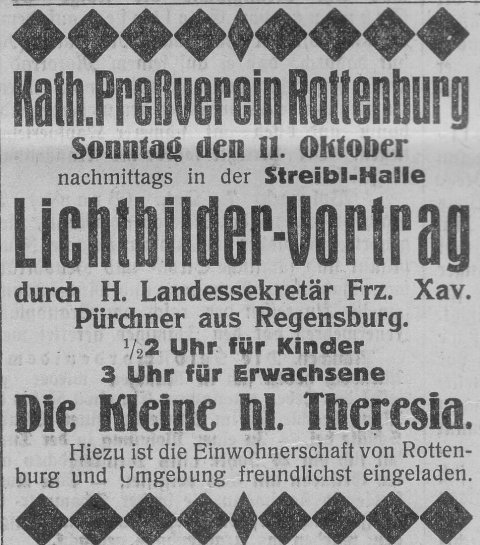 Kath. Preßverein Rottenburg
Sonntag den 11. Oktober
nachmittags in der Streibl-Halle
Lichtbilder-Vortrag
durch H. Landessekretär Frz. Xav.
Pürchner aus Regensburg.
½2 Uhr für Kinder
3 Uhr für Erwachsene
Die Kleine hl. Theresia.
Hiezu ist die Einwohnerschaft von Rotten-
burg und Umgebung freundlichst eingeladen.